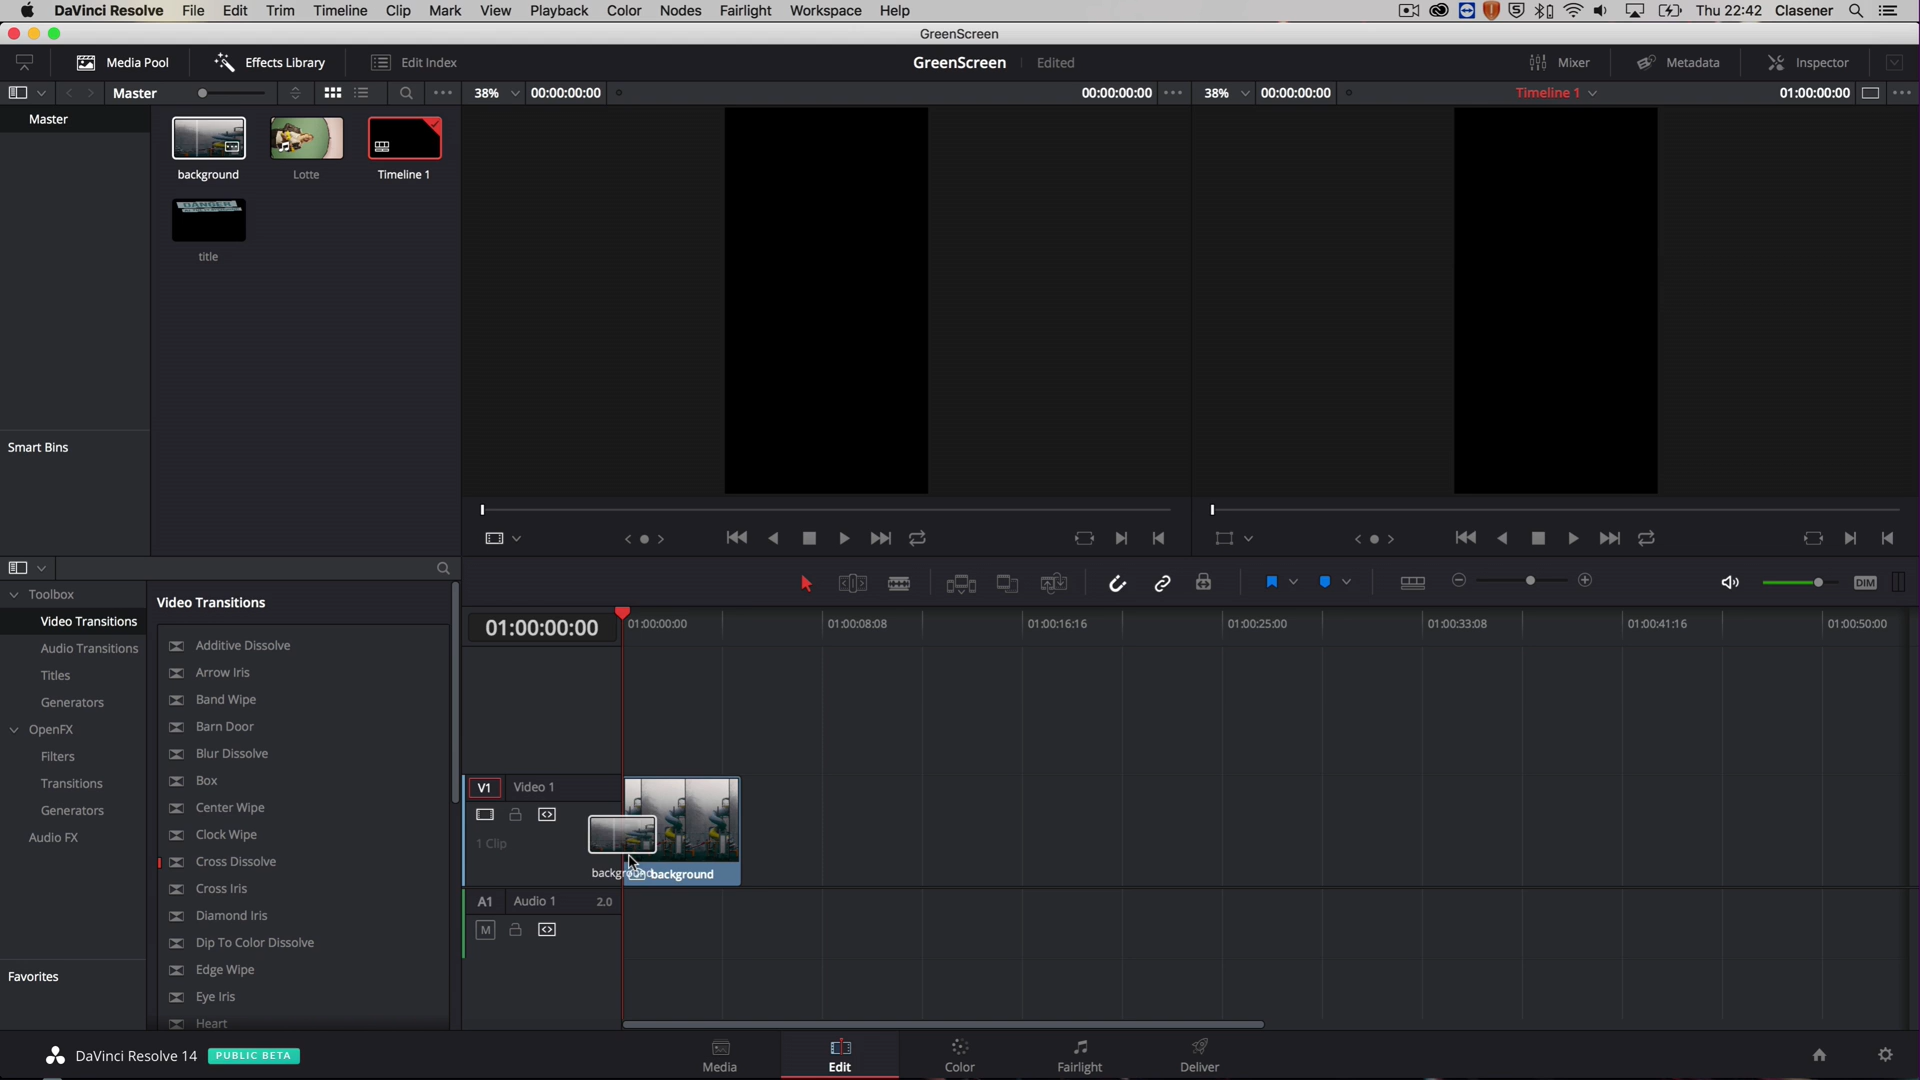 DaVinci Resolve File Edit Trim Timeline Clip Mark View Playback Color Nodes Fairlight Workspace Help Thu 22:42 Clasener
GreenScreen
Media Pool Effects Library Edit Index GreenScreen Edited Mixer Metadata Inspector
Master 38% 00:00:00:00 00:00:00:00 38% 00:00:00:00 Timeline 1 01:00:00:00
Master
background Lotte Timeline 1
DANGER
title
Smart Bins
Toolbox
Video Transitions
Audio Transitions
Titles
Generators
OpenFX
Filters
Transitions
Generators
Audio FX
Favorites
Video Transitions
Additive Dissolve
Arrow Iris
Band Wipe
Barn Door
Blur Dissolve
Box
Center Wipe
Clock Wipe
Cross Dissolve
Cross Iris
Diamond Iris
Dip To Color Dissolve
Edge Wipe
Eye Iris
Heart
DIM
01:00:00:00 01:00:00:00 01:00:08:08 01:00:16:16 01:00:25:00 01:00:33:08 01:00:41:16 01:00:50:00
V1 Video 1
1 Clip
background background
A1 Audio 1 2.0
M
DaVinci Resolve 14 PUBLIC BETA
Media Edit Color Fairlight Deliver